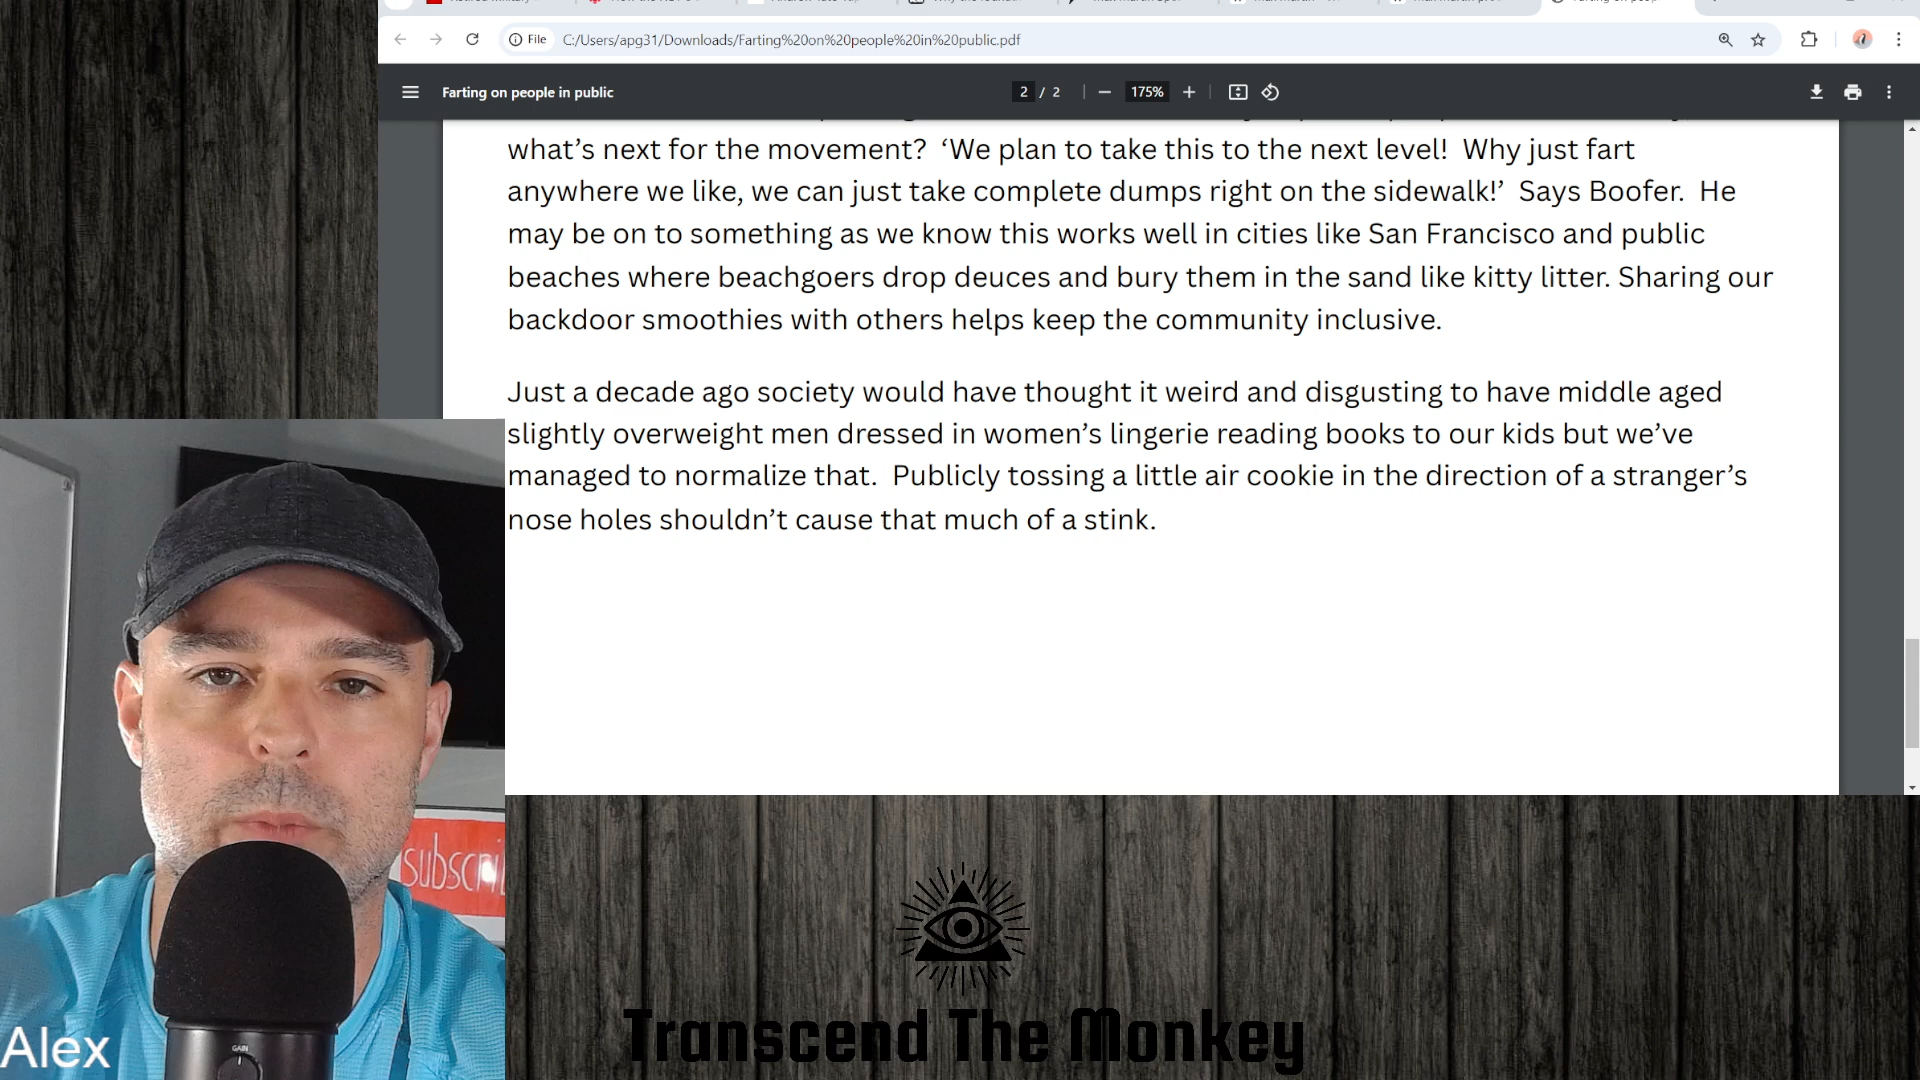 File
C:/Users/apg31/Downloads/Farting%20on%20people%20in%20public.pdf
Farting on people in public
2 / 2
175%
what’s next for the movement? ‘We plan to take this to the next level! Why just fart
anywhere we like, we can just take complete dumps right on the sidewalk!’ Says Boofer. He
may be on to something as we know this works well in cities like San Francisco and public
beaches where beachgoers drop deuces and bury them in the sand like kitty litter. Sharing our
backdoor smoothies with others helps keep the community inclusive.
Just a decade ago society would have thought it weird and disgusting to have middle aged
slightly overweight men dressed in women’s lingerie reading books to our kids but we’ve
managed to normalize that. Publicly tossing a little air cookie in the direction of a stranger’s
nose holes shouldn’t cause that much of a stink.
subscri
GAIN
Alex
Transcend The Monkey